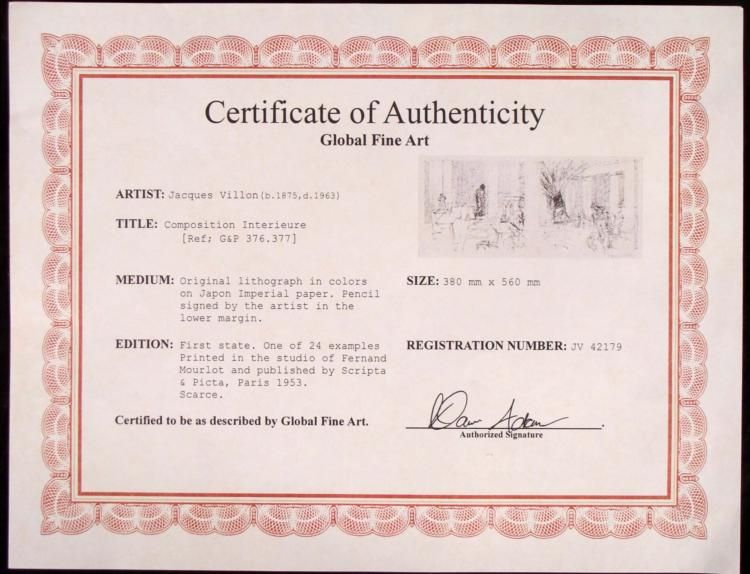 Certificate of Authenticity
Global Fine Art
ARTIST: Jacques Villon(b.1875,d.1963)
TITLE: Composition Interieure
[Ref; G&P 376.377]
MEDIUM: Original lithograph in colors
on Japon Imperial paper. Pencil
signed by the artist in the
lower margin.
SIZE: 380 mm x 560 mm
EDITION: First state. One of 24 examples
Printed in the studio of Fernand
Mourlot and published by Scripta
& Picta, Paris 1953.
Scarce.
REGISTRATION NUMBER: JV 42179
Certified to be as described by Global Fine Art.
Authorized Signature